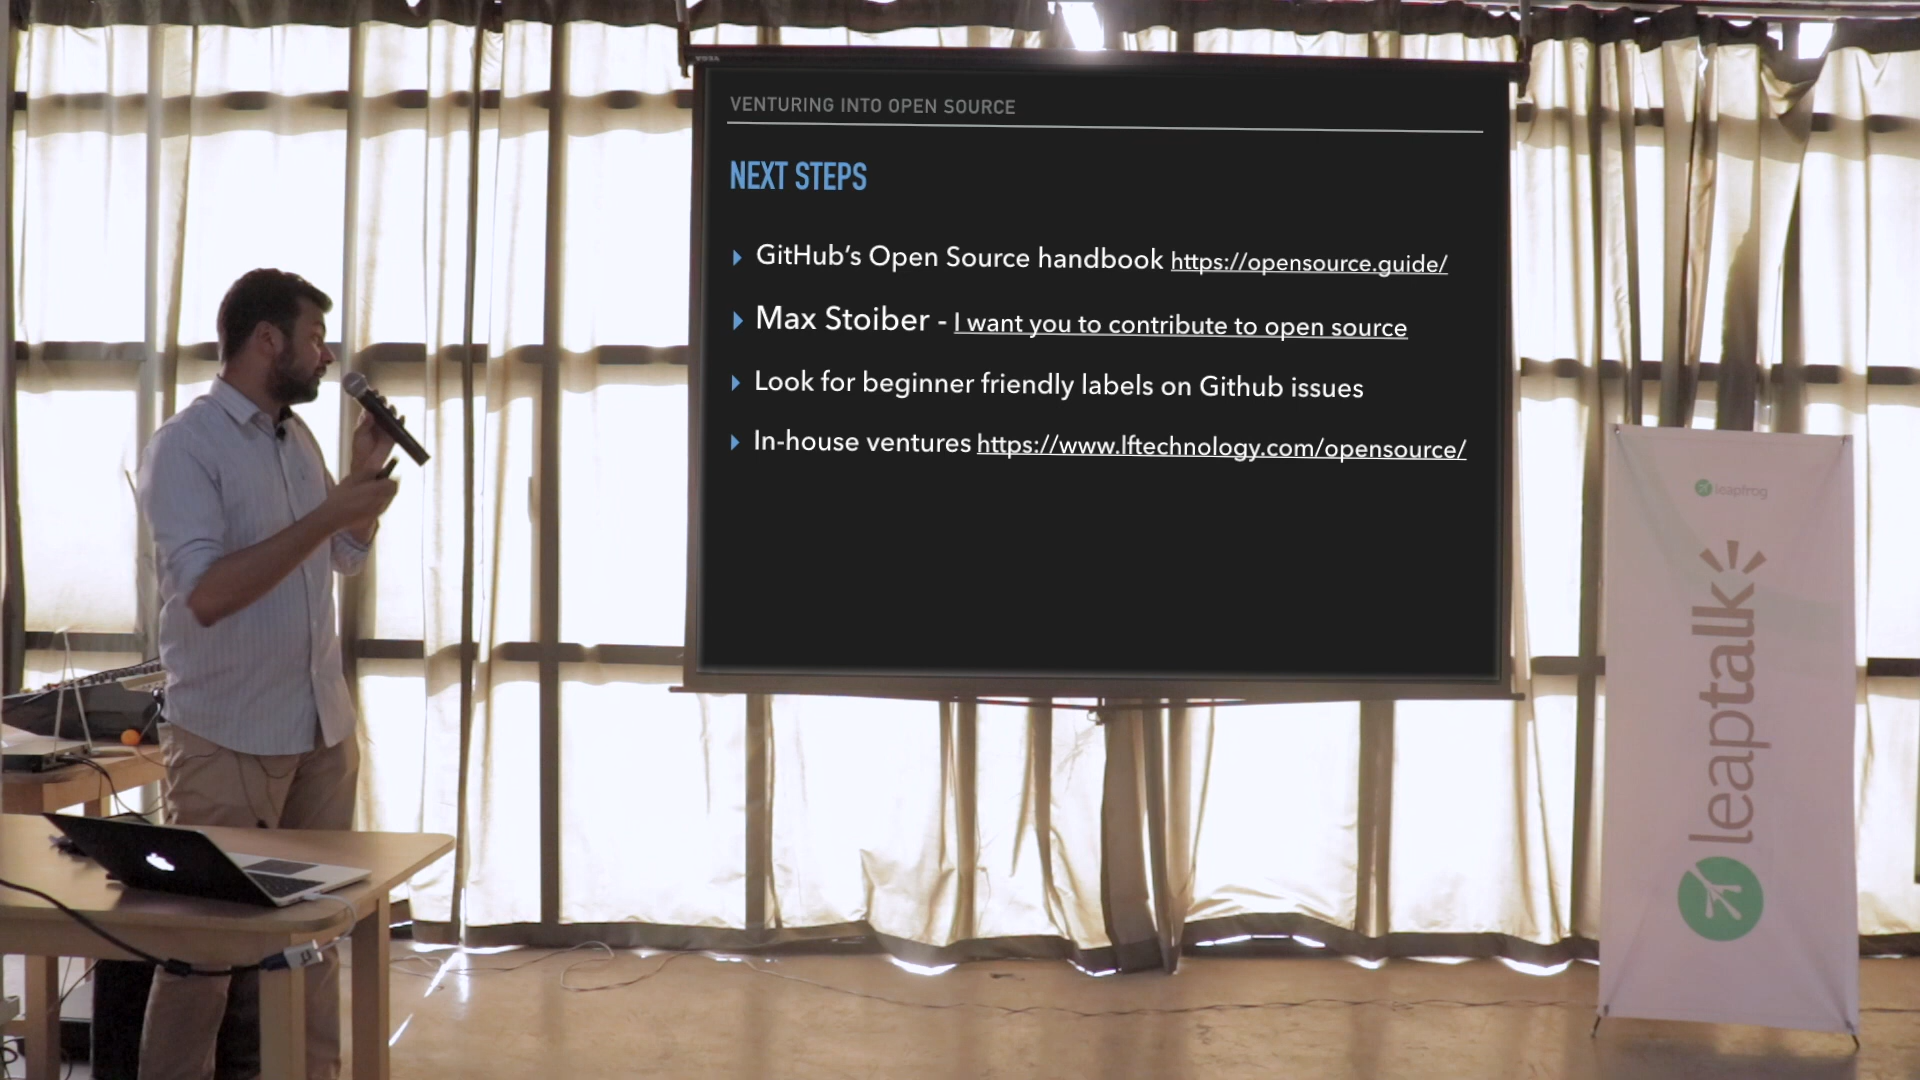 VENTURING INTO OPEN SOURCE
NEXT STEPS
GitHub’s Open Source handbook https://opensource.guide/
Max Stoiber - I want you to contribute to open source
Look for beginner friendly labels on Github issues
In-house ventures https://www.lftechnology.com/opensource/
leapfrog
leaptalk